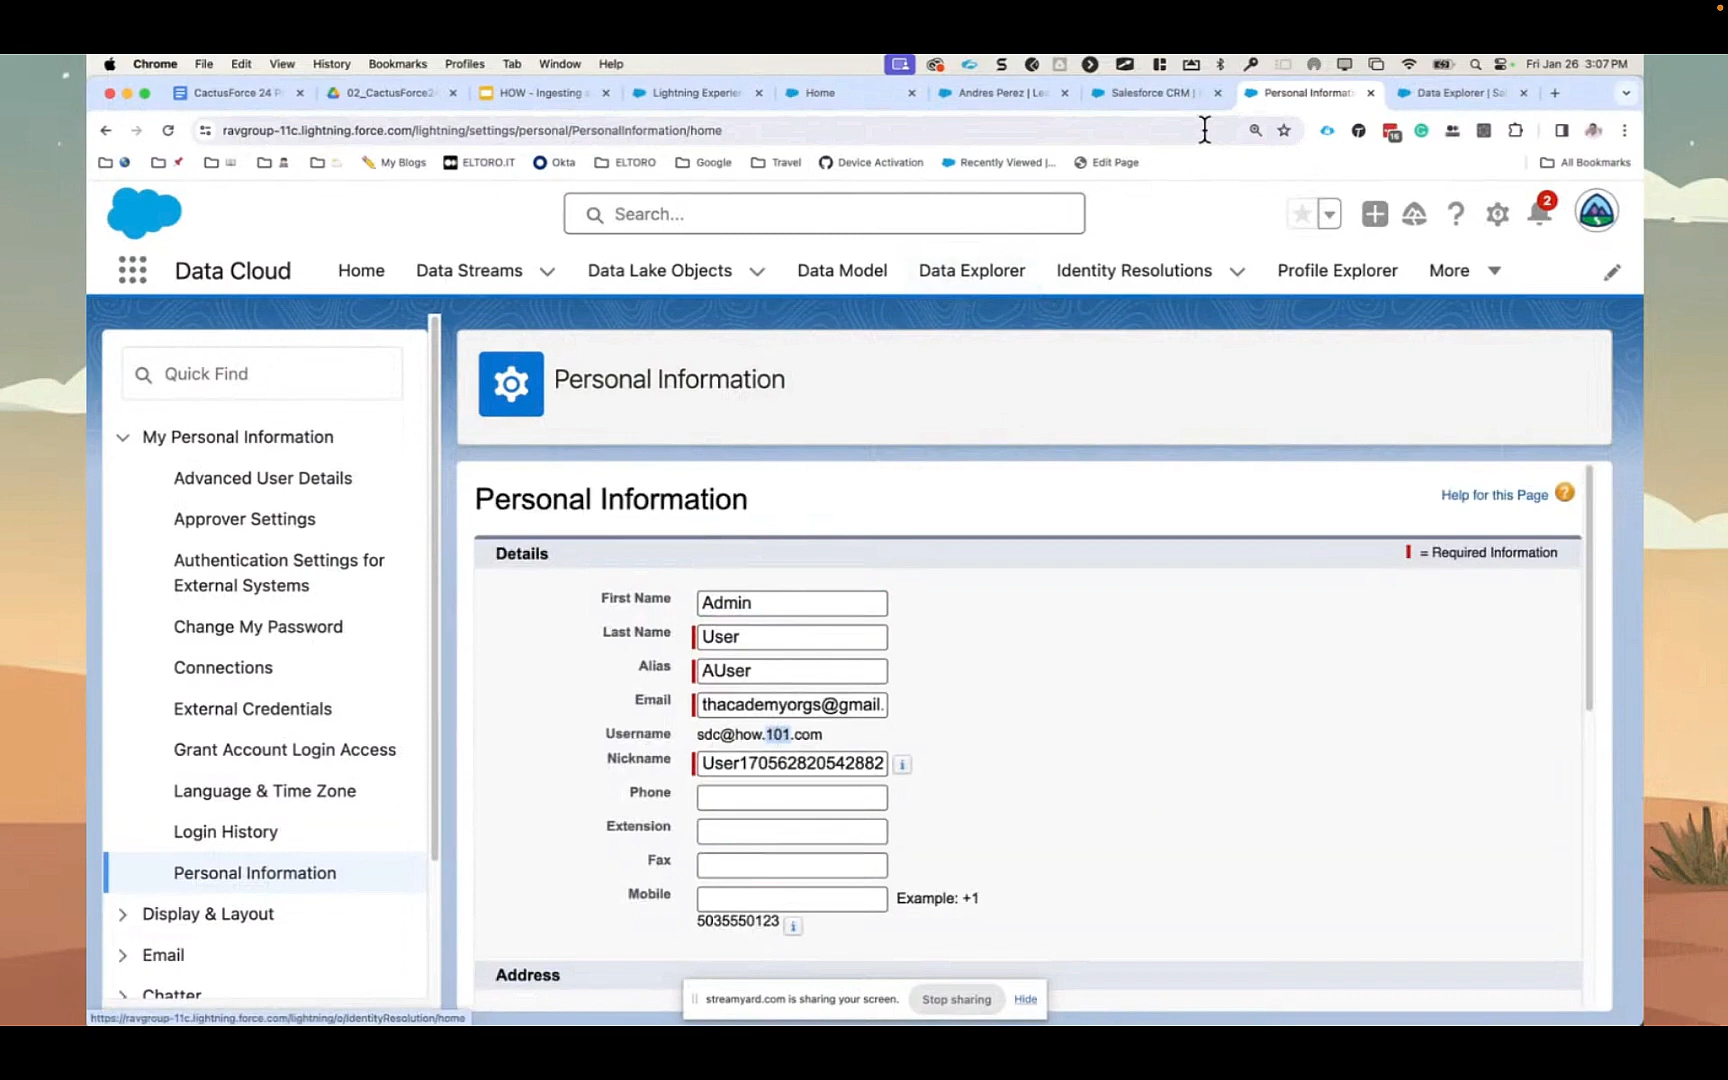 Chrome File Edit View History Bookmarks Profiles Tab Window Help Fri Jan 26 3:07 PM
CactusForce 24 P 02_CactusForce2 HOW - Ingesting Lightning Experie Home Andres Perez | Le Salesforce CRM | Personal Informat Data Explorer | Sa
ravgroup-11c.lightning.force.com/lightning/settings/personal/PersonalInformation/home 16
My Blogs ELTORO.IT Okta ELTORO Google Travel Device Activation Recently Viewed |... Edit Page All Bookmarks
Search... 2
Data Cloud Home Data Streams Data Lake Objects Data Model Data Explorer Identity Resolutions Profile Explorer More
Quick Find
My Personal Information
Advanced User Details
Approver Settings
Authentication Settings for
External Systems
Change My Password
Connections
External Credentials
Grant Account Login Access
Language & Time Zone
Login History
Personal Information
Display & Layout
Email
Chatter
Personal Information
Personal Information
Help for this Page ?
Details
= Required Information
First Name Admin
Last Name User
Alias AUser
Email thacademyorgs@gmail.
Username sdc@how.101.com
Nickname User170562820542882 i
Phone
Extension
Fax
Mobile Example: +1
5035550123 i
Address
streamyard.com is sharing your screen. Stop sharing Hide
https://ravgroup-11c.lightning.force.com/lightning/o/IdentityResolution/home